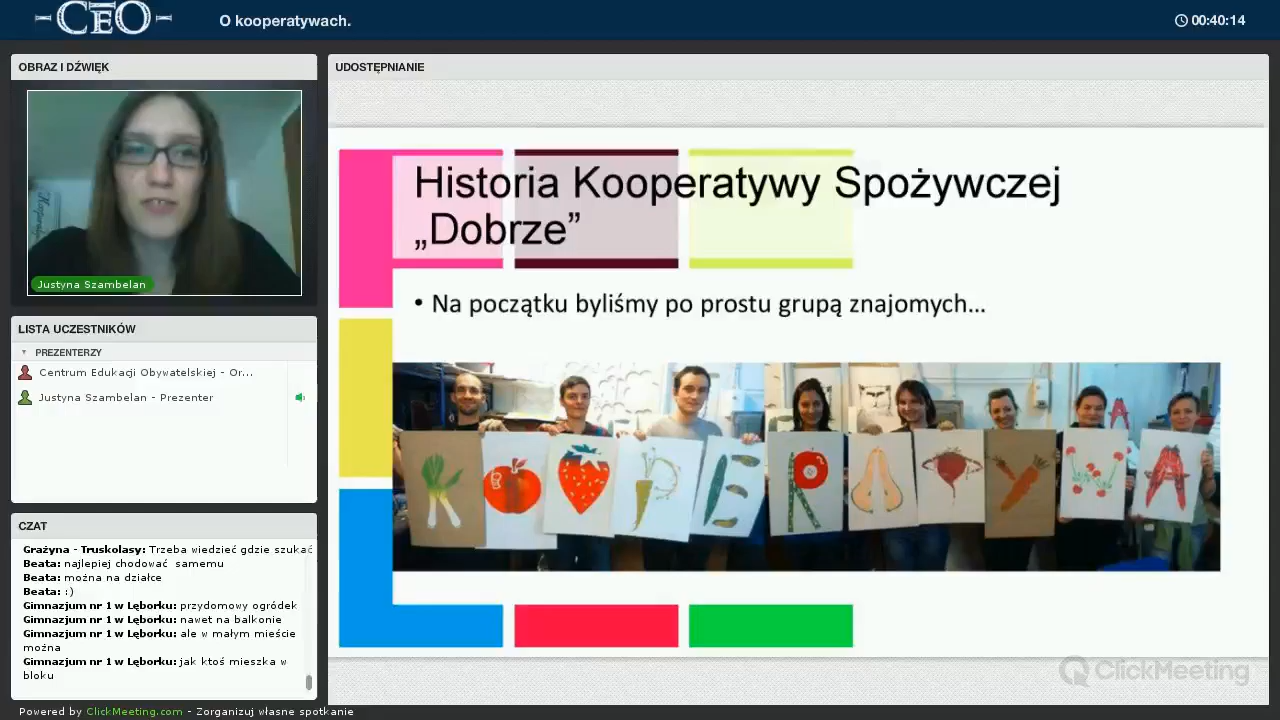 CEO
O kooperatywach.
00:40:14
OBRAZ I DŹWIĘK
Justyna Szambelan
LISTA UCZESTNIKÓW
PREZENTERZY
Centrum Edukacji Obywatelskiej - Or...
Justyna Szambelan - Prezenter
CZAT
Grażyna - Truskolasy: Trzeba wiedzieć gdzie szukać
Beata: najlepiej chodować samemu
Beata: można na działce
Beata: :)
Gimnazjum nr 1 w Lęborku: przydomowy ogródek
Gimnazjum nr 1 w Lęborku: nawet na balkonie
Gimnazjum nr 1 w Lęborku: ale w małym mieście
można
Gimnazjum nr 1 w Lęborku: jak ktoś mieszka w
bloku
UDOSTĘPNIANIE
Historia Kooperatywy Spożywczej
„Dobrze”
• Na początku byliśmy po prostu grupą znajomych...
KOOPERATYWA
ClickMeeting
Powered by ClickMeeting.com - Zorganizuj własne spotkanie